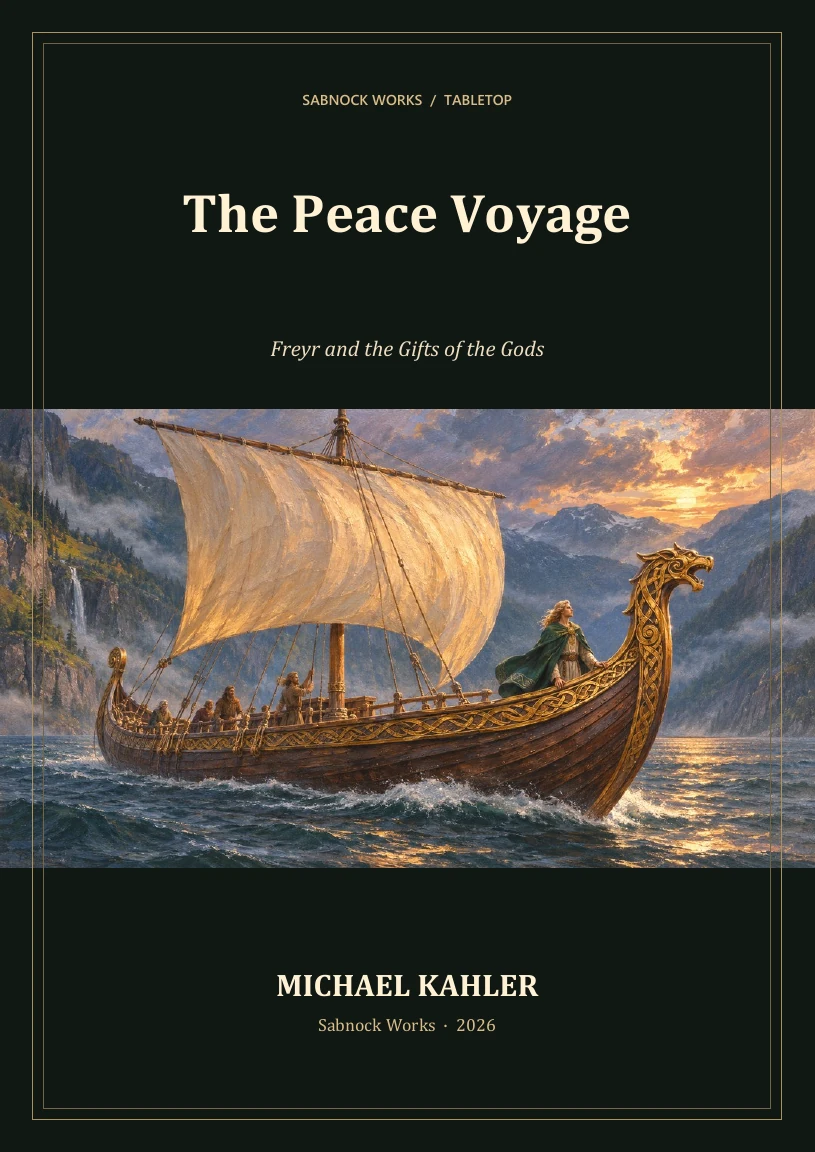 SABNOCK WORKS / TABLETOP
The Peace Voyage
Freyr and the Gifts of the Gods
MICHAEL KAHLER
Sabnock Works · 2026